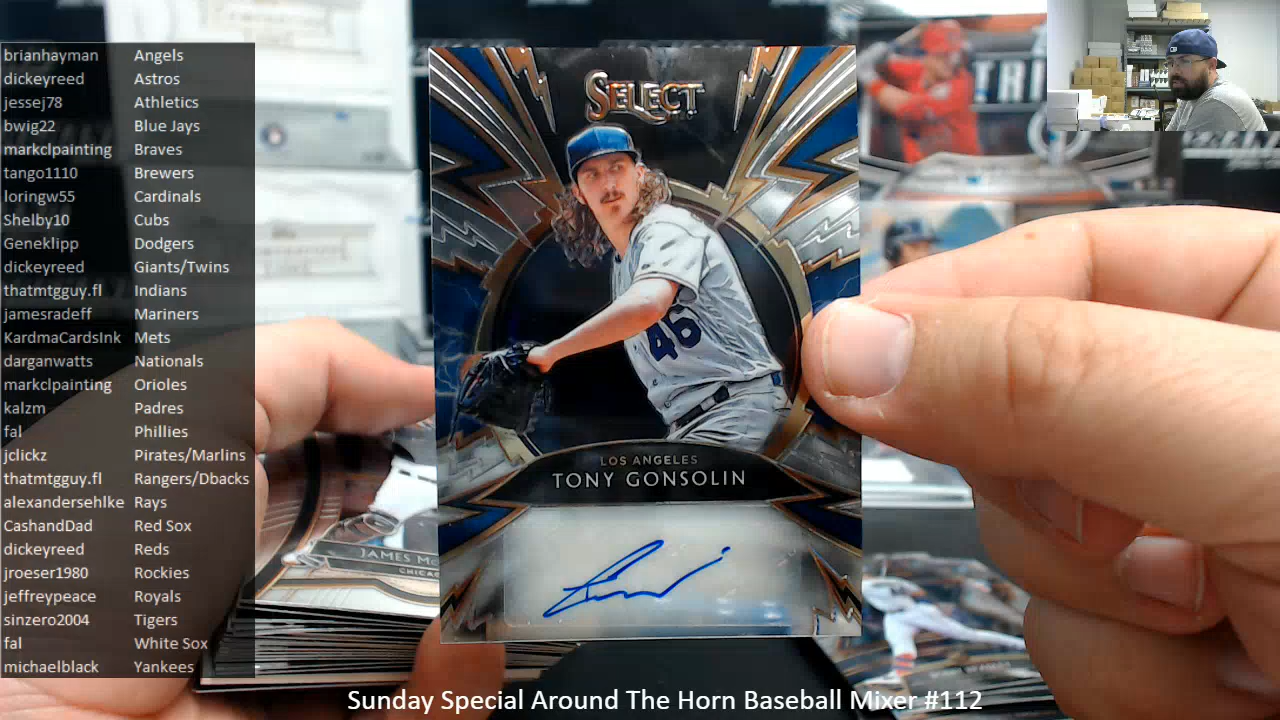 brianhayman Angels
dickeyreed Astros
jessej78 Athletics
bwig22 Blue Jays
markclpainting Braves
tango1110 Brewers
loringw55 Cardinals
Shelby10 Cubs
Geneklipp Dodgers
dickeyreed Giants/Twins
thatmtgguy.fl Indians
jamesradeff Mariners
KardmaCardsInk Mets
darganwatts Nationals
markclpainting Orioles
kalzm Padres
fal Phillies
jclickz Pirates/Marlins
thatmtgguy.fl Rangers/Dbacks
alexandersehlke Rays
CashandDad Red Sox
dickeyreed Reds
jroeser1980 Rockies
jeffreypeace Royals
sinzero2004 Tigers
fal White Sox
michaelblack Yankees
SELECT
46
LOS ANGELES
TONY GONSOLIN
JAMES
Sunday Special Around The Horn Baseball Mixer #112